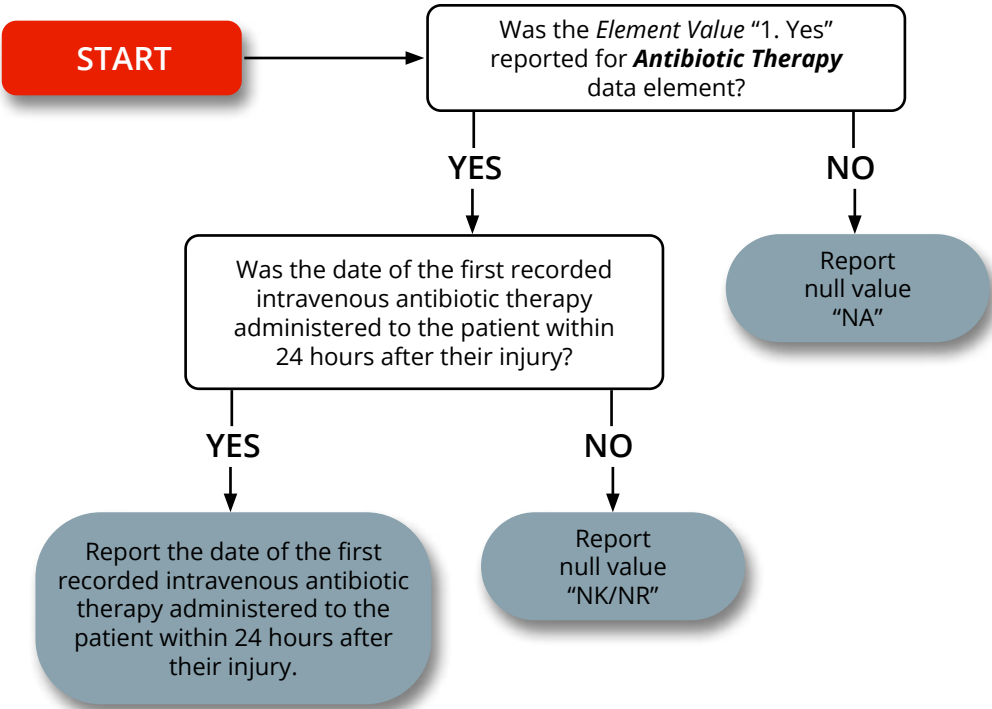 START
Was the Element Value “1. Yes”
reported for Antibiotic Therapy
data element?
YES
NO
Was the date of the first recorded
intravenous antibiotic therapy
administered to the patient within
24 hours after their injury?
Report
null value
“NA”
YES
NO
Report the date of the first
recorded intravenous antibiotic
therapy administered to the
patient within 24 hours after
their injury.
Report
null value
“NK/NR”